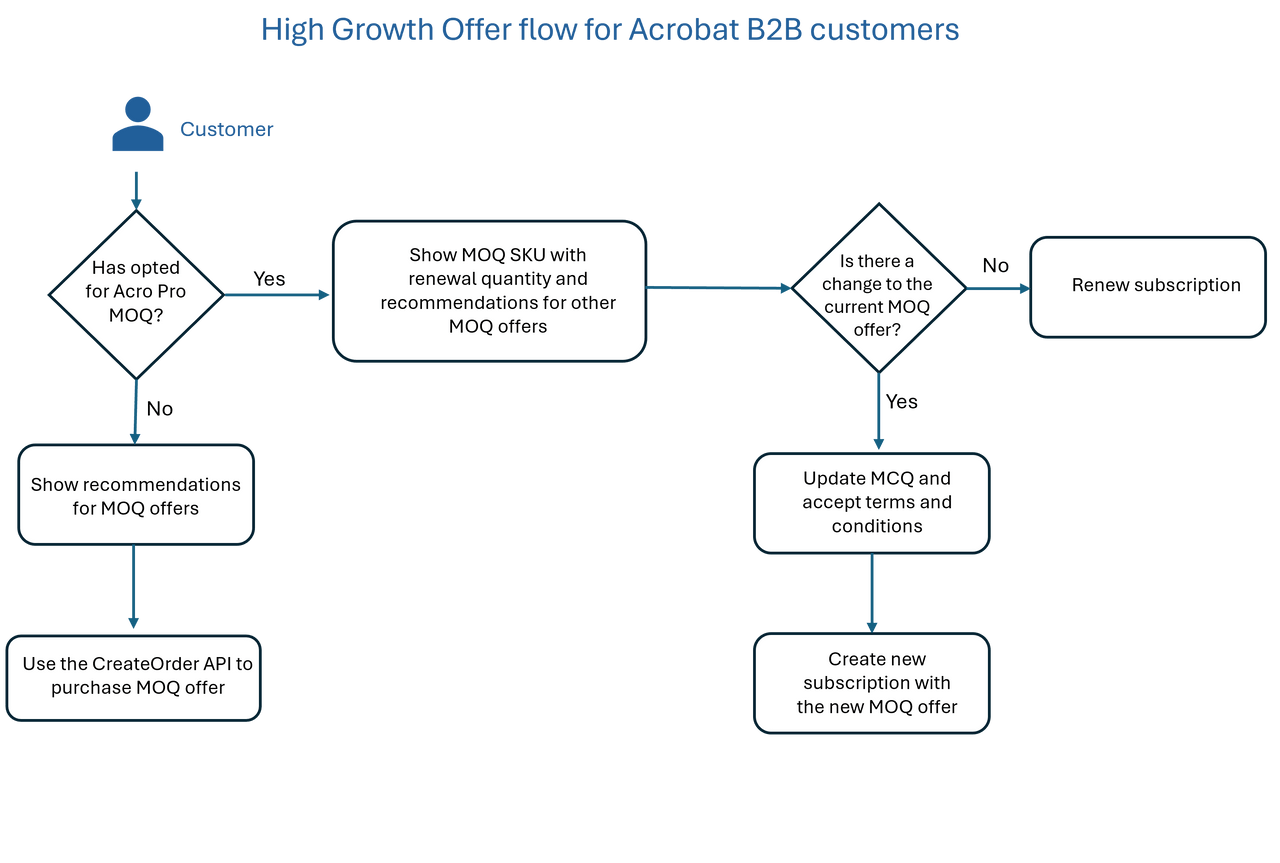 High Growth Offer flow for Acrobat B2B customers
Customer
Has opted
for Acro Pro
MOQ?
Yes
Show MOQ SKU with
renewal quantity and
recommendations for other
MOQ offers
Is there a
change to the
current MOQ
offer?
No
Renew subscription
No
Show recommendations
for MOQ offers
Use the CreateOrder API to
purchase MOQ offer
Yes
Update MCQ and
accept terms and
conditions
Create new
subscription with
the new MOQ offer